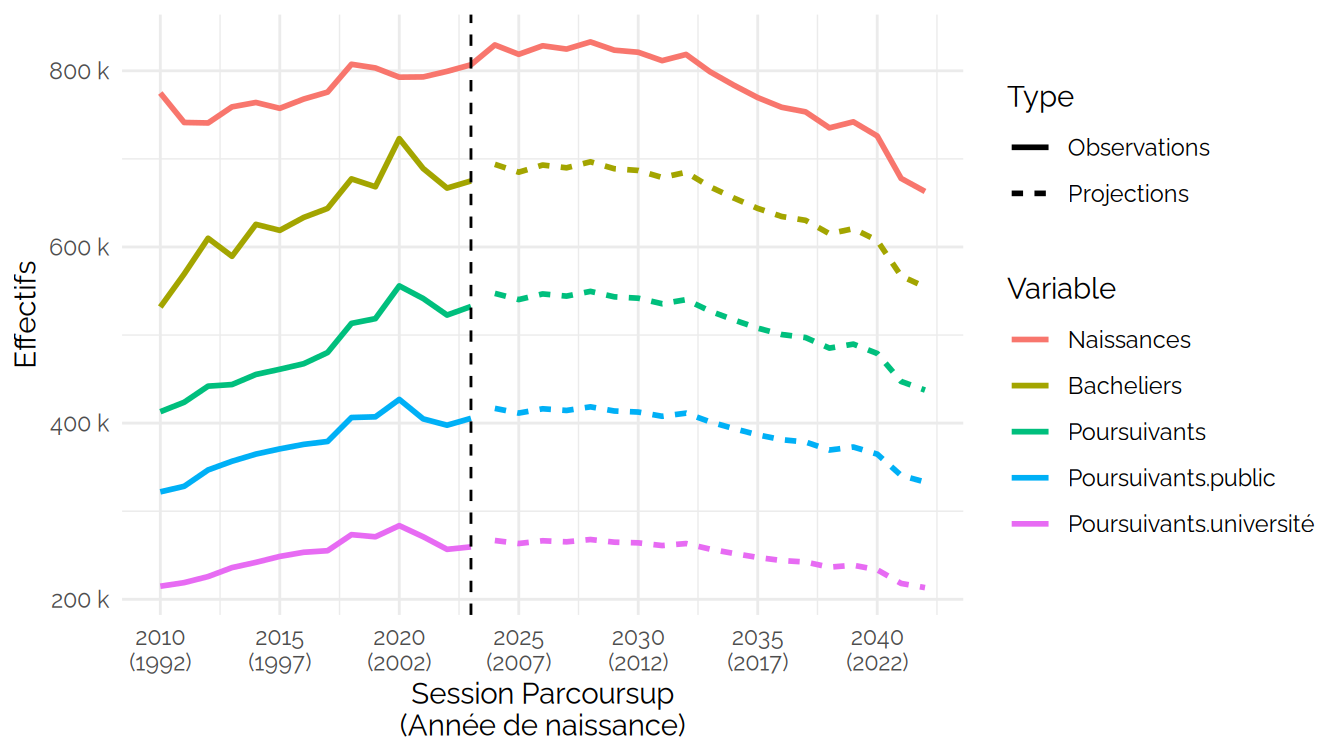 Effectifs
800 k
600 k
400 k
200 k
2010 2015 2020 2025 2030 2035 2040
(1992) (1997) (2002) (2007) (2012) (2017) (2022)
Session Parcoursup
(Année de naissance)
Type
Observations
Projections
Variable
Naissances
Bacheliers
Poursuivants
Poursuivants.public
Poursuivants.université